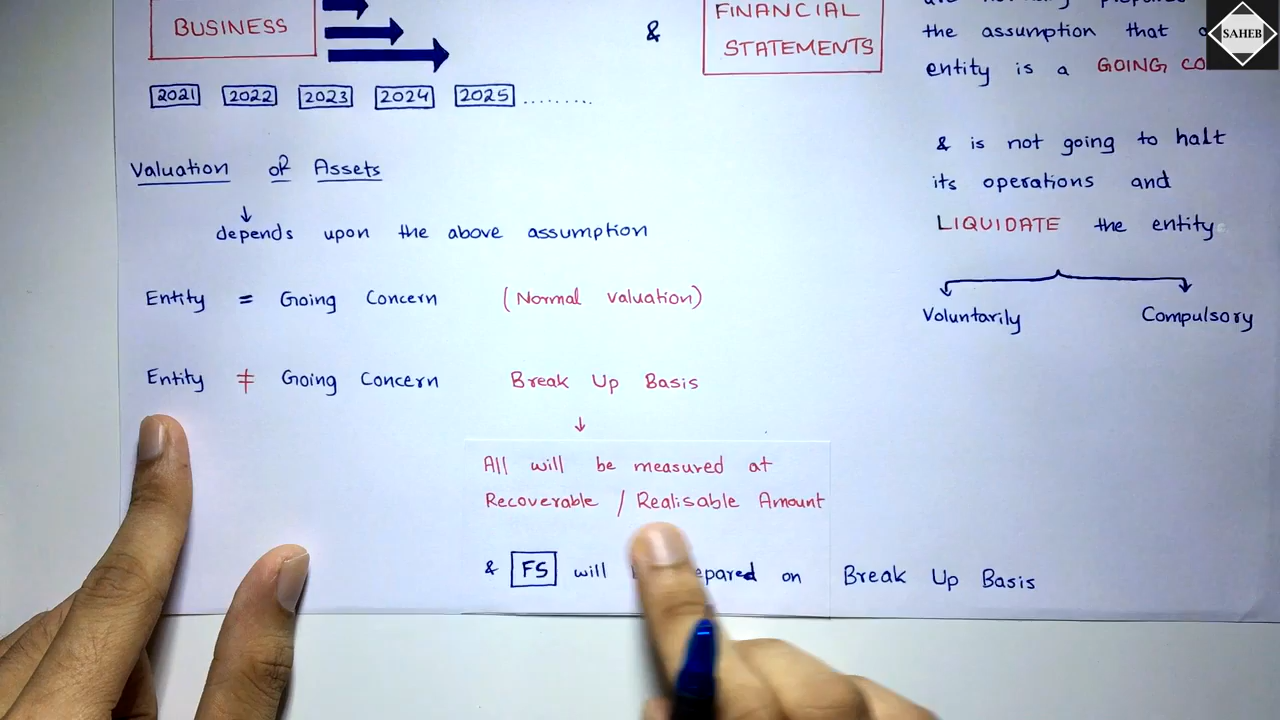 BUSINESS
2021 2022 2023 2024 2025 .........
&
FINANCIAL
STATEMENTS
the assumption that
entity is a GOING CO
SAHEB
& is not going to halt
its operations and
LIQUIDATE the entity
Voluntarily Compulsory
Valuation of Assets
↓
depends upon the above assumption
Entity = Going Concern (Normal Valuation)
Entity ≠ Going Concern Break Up Basis
↓
All will be measured at
Recoverable / Realisable Amount
& FS will on Break Up Basis